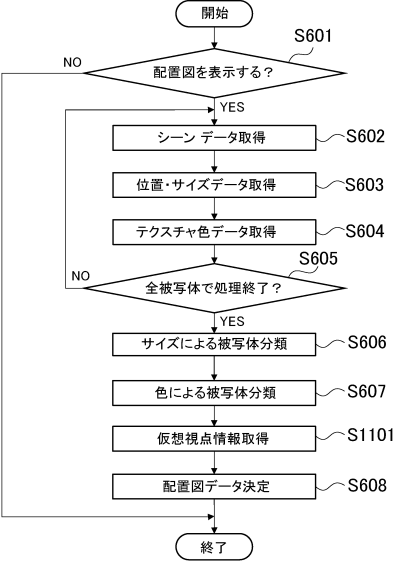 開始
S601
NO
配置図を表示する？
YES
シーン データ取得
S602
位置・サイズデータ取得
S603
テクスチャ色データ取得
S604
S605
NO
全被写体で処理終了？
YES
サイズによる被写体分類
S606
色による被写体分類
S607
仮想視点情報取得
S1101
配置図データ決定
S608
終了